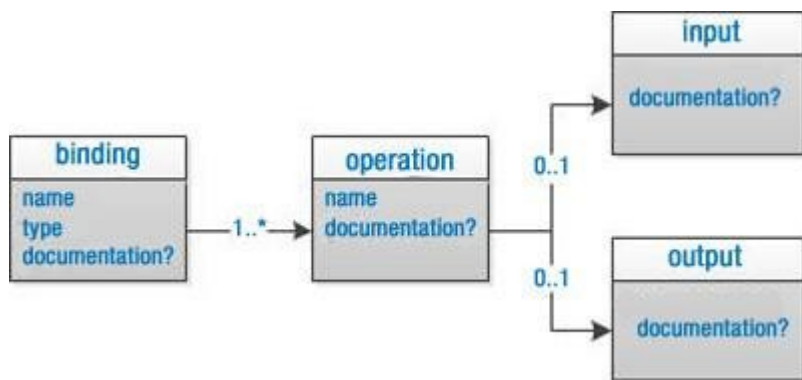 binding
name
type
documentation?
1..*
operation
name
documentation?
0..1
input
documentation?
0..1
output
documentation?